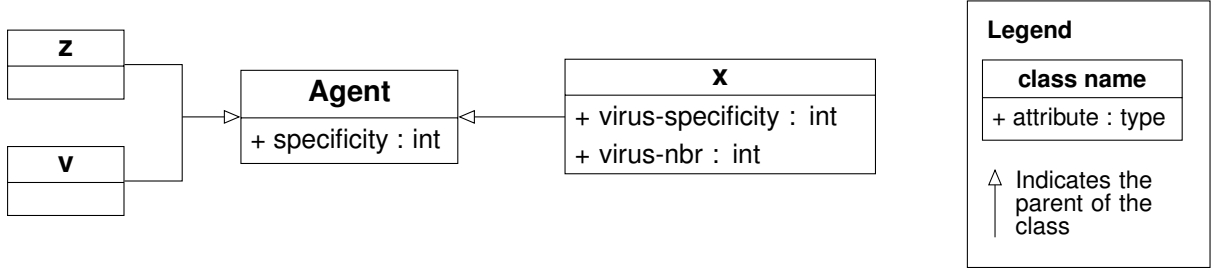 z
v
Agent
+ specificity : int
x
+ virus-specificity : int
+ virus-nbr : int
Legend
class name
+ attribute : type
Indicates the
parent of the
class